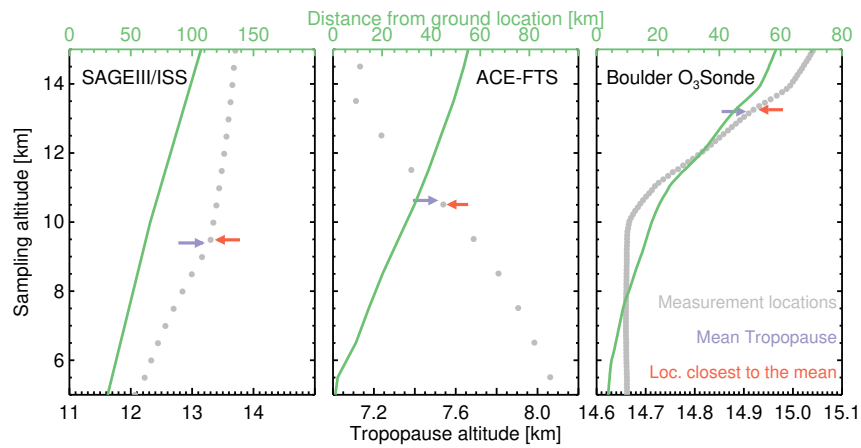 Distance from ground location [km]
0 50 100 150
0 20 40 60 80 100
0 20 40 60 80
SAGEIII/ISS
ACE-FTS
Boulder O₃Sonde
Sampling altitude [km]
14
12
10
8
6
Measurement locations
Mean Tropopause
Loc. closest to the mean
11 12 13 14
7.2 7.6 8.0
14.6 14.7 14.8 14.9 15.0 15.1
Tropopause altitude [km]